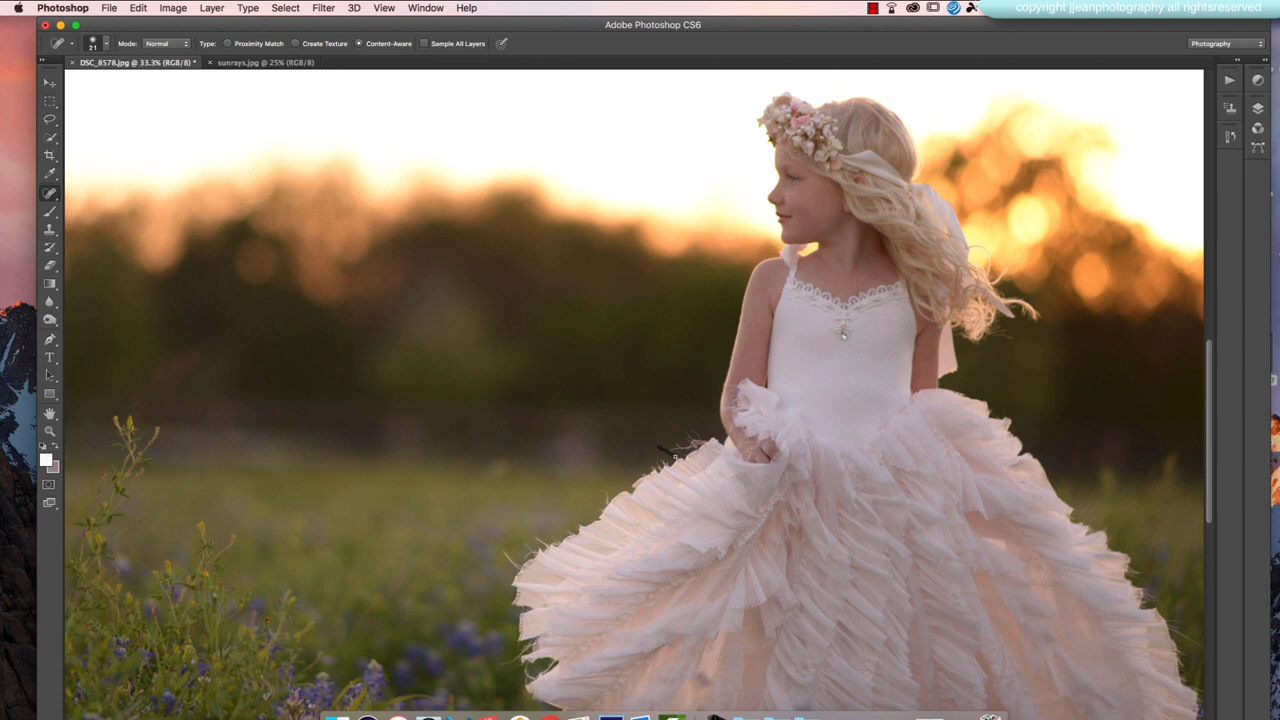 Photoshop File Edit Image Layer Type Select Filter 3D View Window Help
copyright jjeanphotography all rightsreserved
Adobe Photoshop CS6
21 Mode: Normal Type: Proximity Match Create Texture Content-Aware Sample All Layers Photography
× DSC_8578.jpg @ 33.3% (RGB/8) * × sunrays.jpg @ 25% (RGB/8)